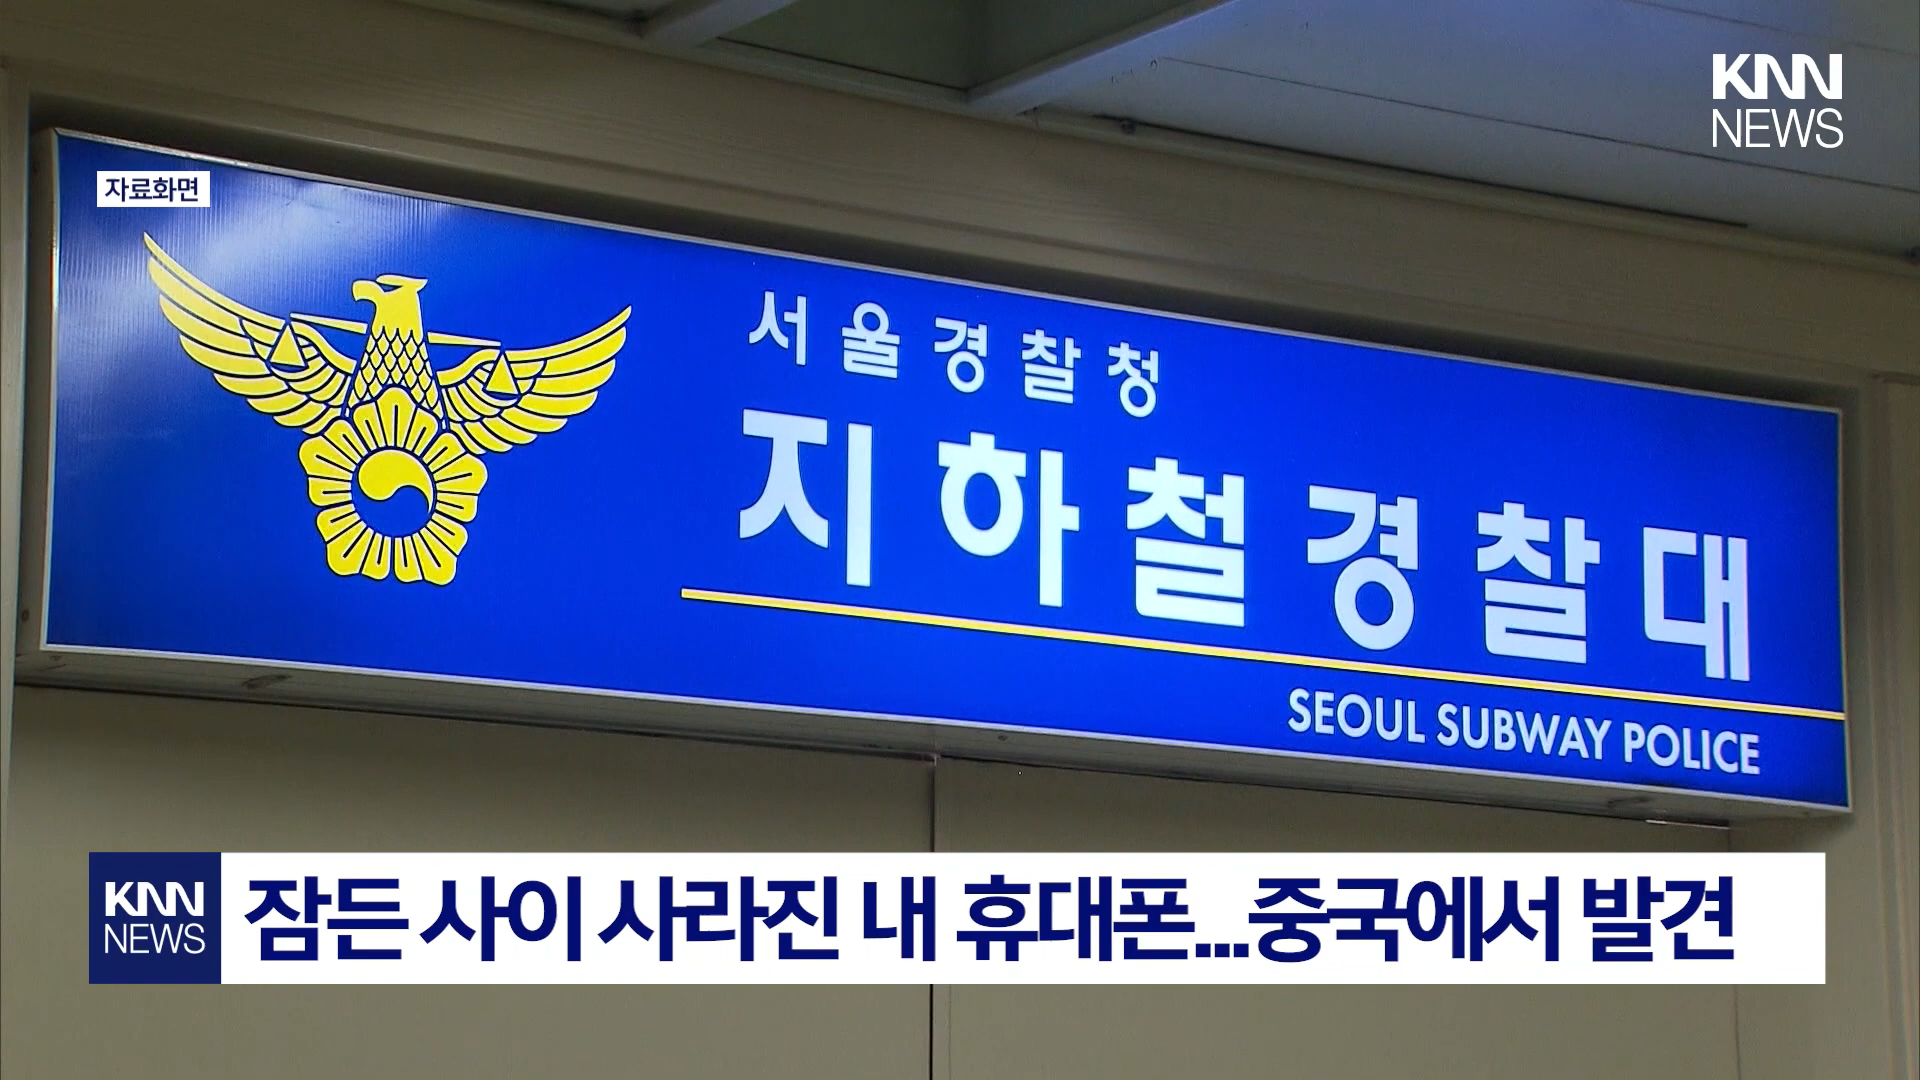 KNN
NEWS
자료화면
서울경찰청
지하철경찰대
SEOUL SUBWAY POLICE
KNN
NEWS
잠든 사이 사라진 내 휴대폰...중국에서 발견